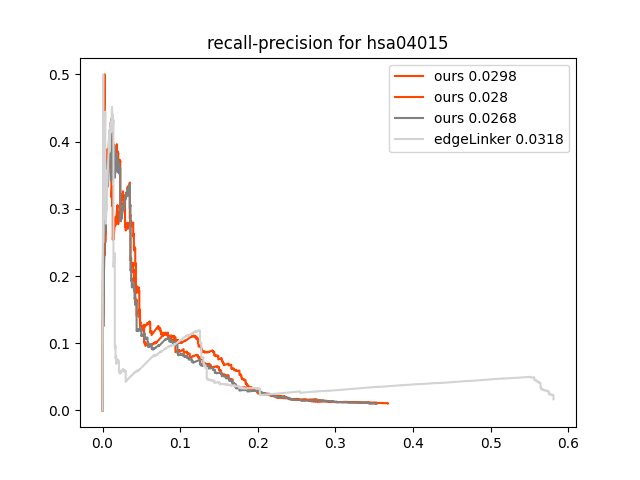 recall-precision for hsa04015
ours 0.0298
ours 0.028
ours 0.0268
edgeLinker 0.0318
0.5
0.4
0.3
0.2
0.1
0.0
0.0 0.1 0.2 0.3 0.4 0.5 0.6